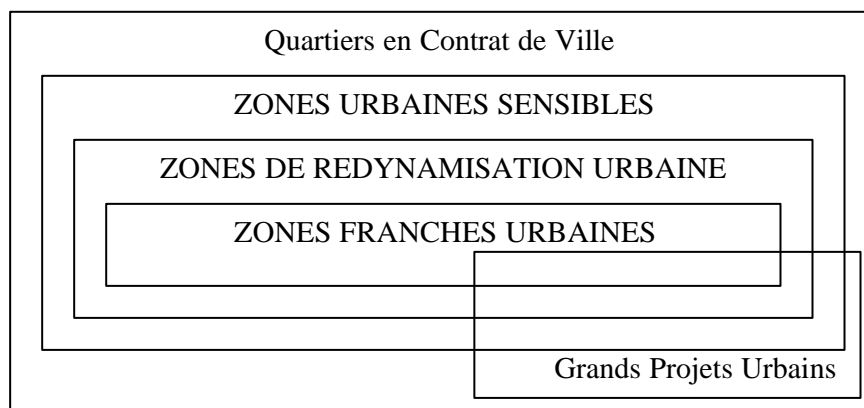 Quartiers en Contrat de Ville
ZONES URBAINES SENSIBLES
ZONES DE REDYNAMISATION URBAINE
ZONES FRANCHES URBAINES
Grands Projets Urbains